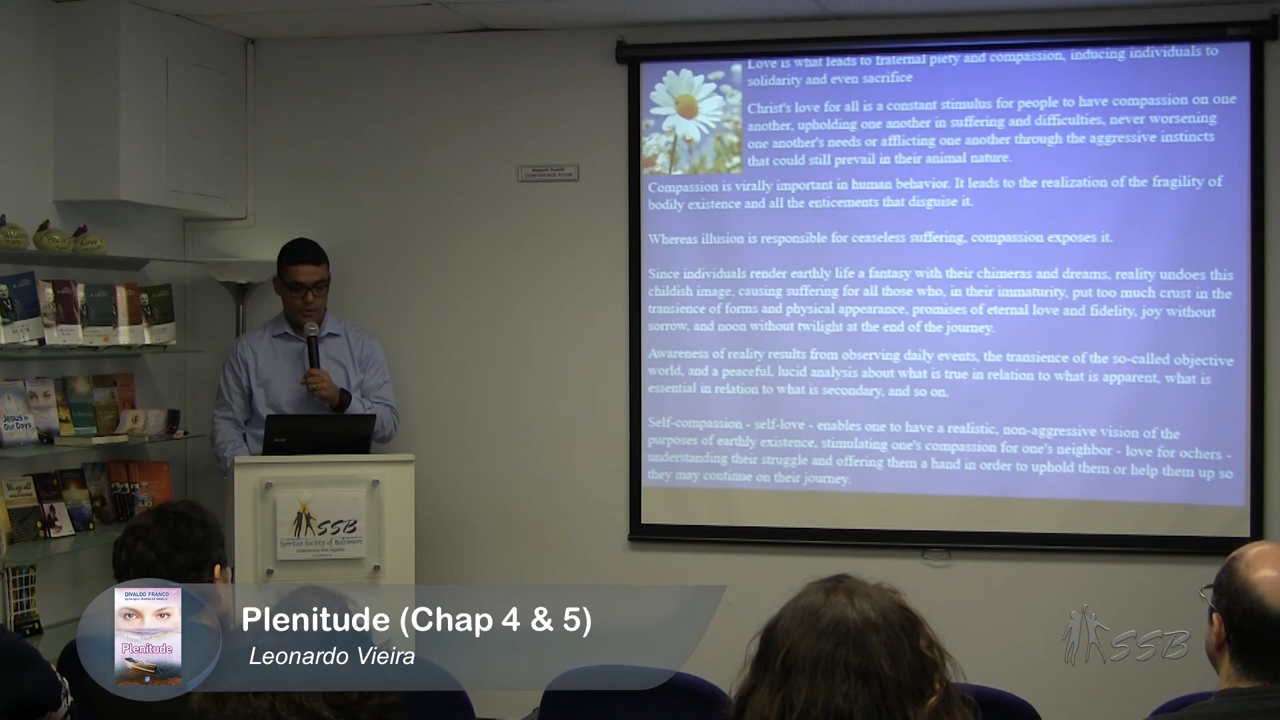 Love is what leads to fraternal piety and compassion, inducing individuals to
solidarity and even sacrifice
Christ's love for all is a constant stimulus for people to have compassion on one
another, upholding one another in suffering and difficulties, never worsening
one another's needs or afflicting one another through the aggressive instincts
that could still prevail in their animal nature.
Compassion is virally important in human behavior. It leads to the realization of the fragility of
bodily existence and all the enticements that disguise it.
Whereas illusion is responsible for ceaseless suffering, compassion exposes it.
Since individuals render earthly life a fantasy with their chimeras and dreams, reality undoes this
childish image, causing suffering for all those who, in their immaturity, put too much crust in the
transience of forms and physical appearance, promises of eternal love and fidelity, joy without
sorrow, and noon without twilight at the end of the journey.
Awareness of reality results from observing daily events, the transience of the so-called objective
world, and a peaceful, lucid analysis about what is true in relation to what is apparent, what is
essential in relation to what is secondary, and so on.
Self-compassion - self-love - enables one to have a realistic, non-aggressive vision of the
purposes of earthly existence, stimulating one's compassion for one's neighbor - love for ochers -
understanding their struggle and offering them a hand in order to uphold them or help them up so
they may continue on their journey.
CONFERENCE ROOM
Jesus in
Our Days
SSB
Spiritist Society of Baltimore
DIVALDO FRANCO
Plenitude
Plenitude (Chap 4 & 5)
Leonardo Vieira
SSB